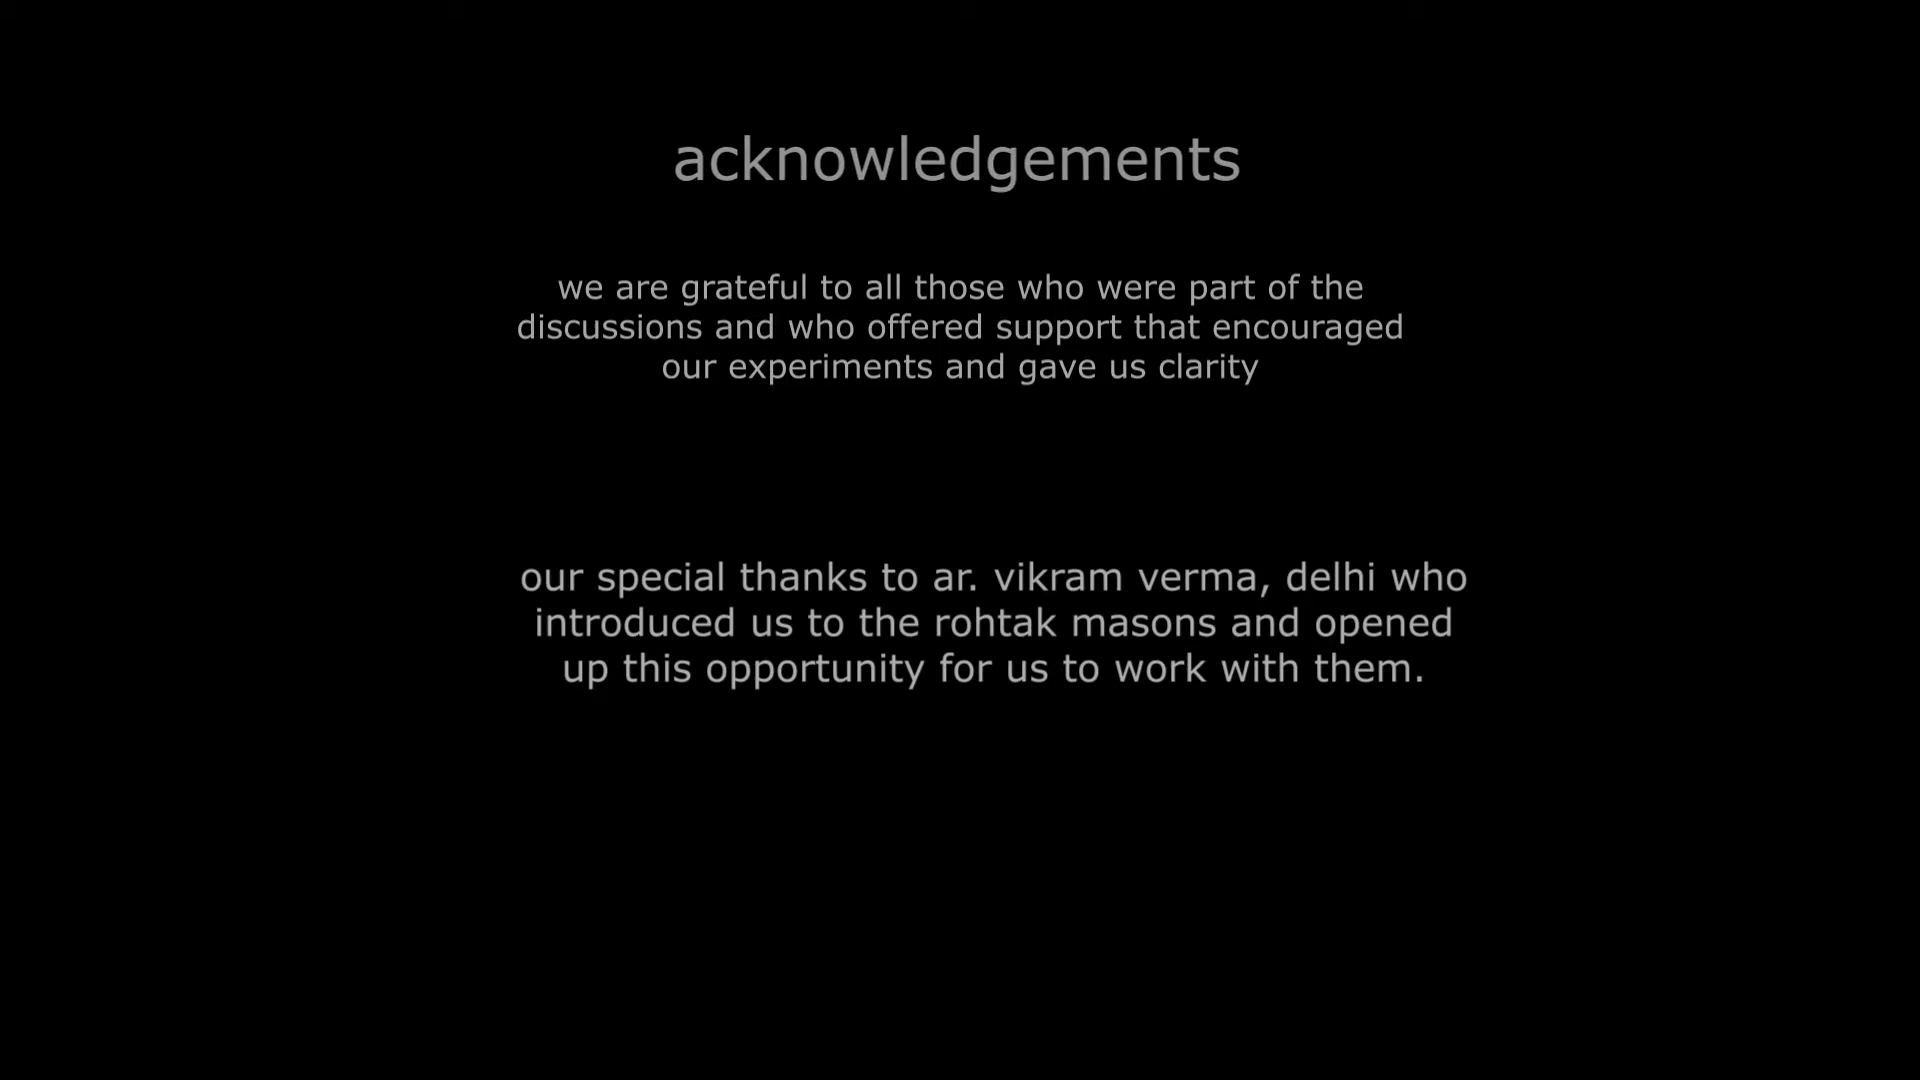 acknowledgements
we are grateful to all those who were part of the
discussions and who offered support that encouraged
our experiments and gave us clarity
our special thanks to ar. vikram verma, delhi who
introduced us to the rohtak masons and opened
up this opportunity for us to work with them.